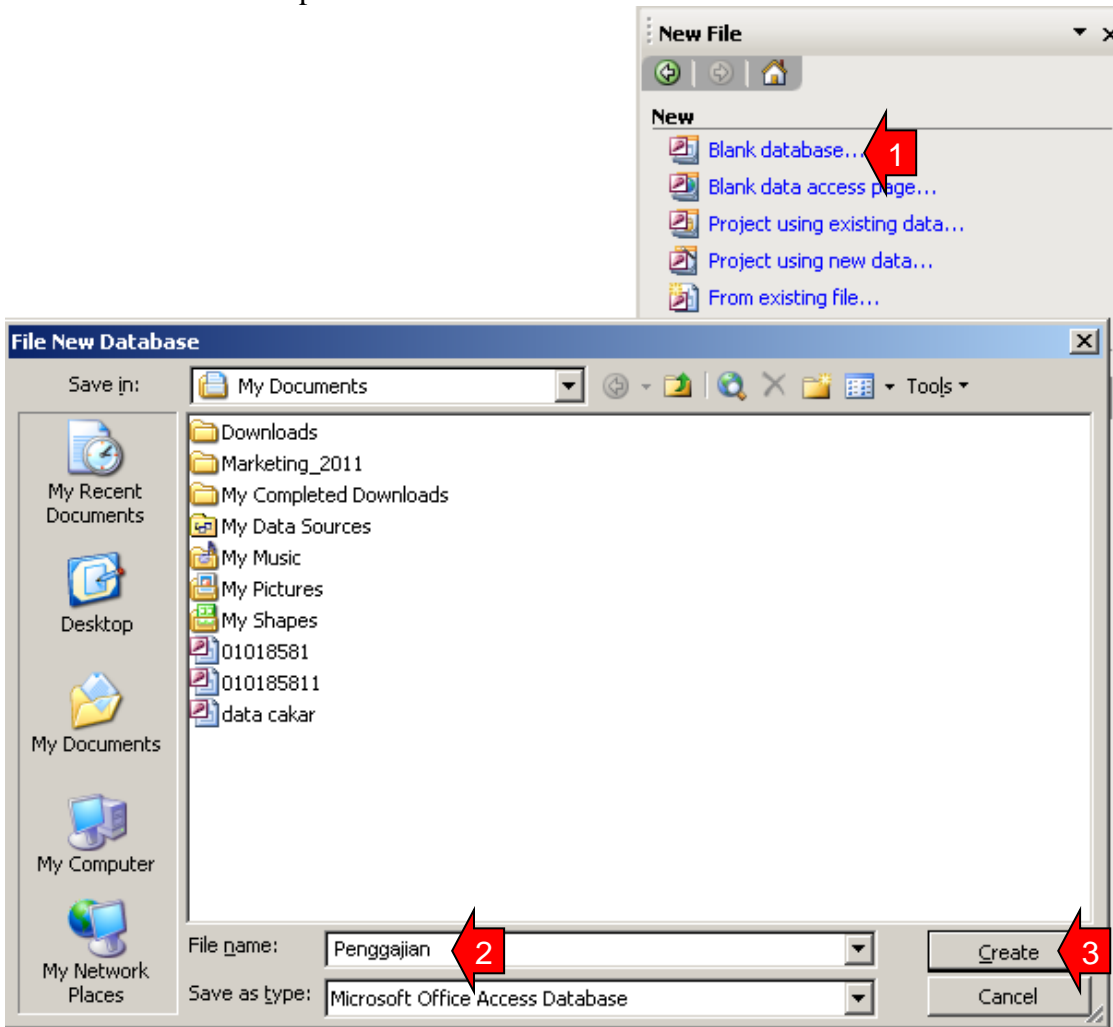 New File
New
Blank database...
1
Blank data access page...
Project using existing data...
Project using new data...
From existing file...
File New Database
Save in:
My Documents
Tools
My Recent
Documents
Desktop
My Documents
My Computer
My Network
Places
Downloads
Marketing_2011
My Completed Downloads
My Data Sources
My Music
My Pictures
My Shapes
01018581
010185811
data cakar
File name:
Penggajian
2
Create
3
Save as type:
Microsoft Office Access Database
Cancel